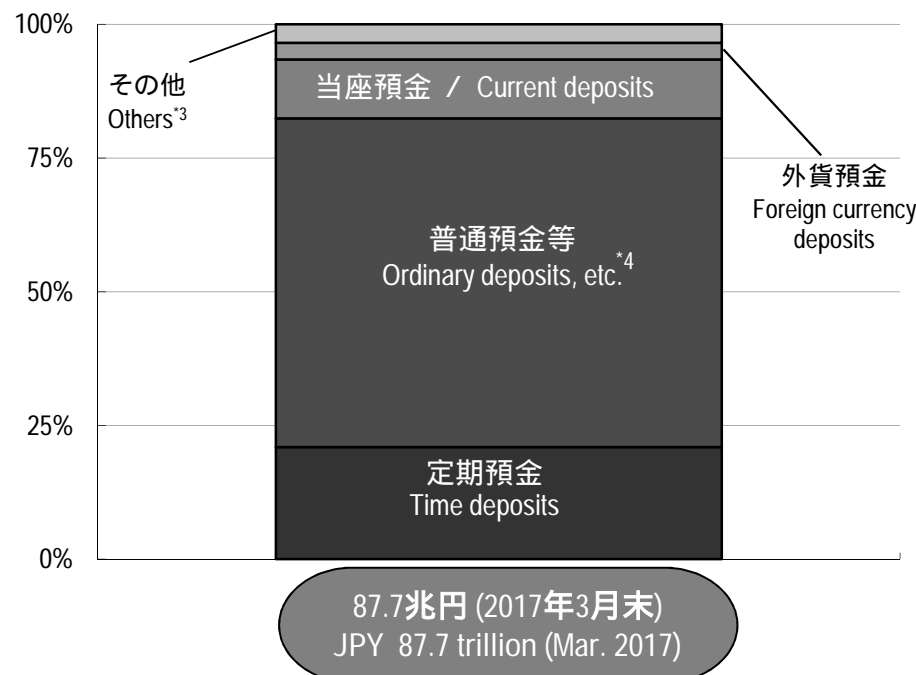 100%
その他
Others*3
当座預金 / Current deposits
75%
外貨預金
Foreign currency
deposits
普通預金等
Ordinary deposits, etc.*4
50%
25%
定期預金
Time deposits
0%
87.7兆円 (2017年3月末)
JPY 87.7 trillion (Mar. 2017)